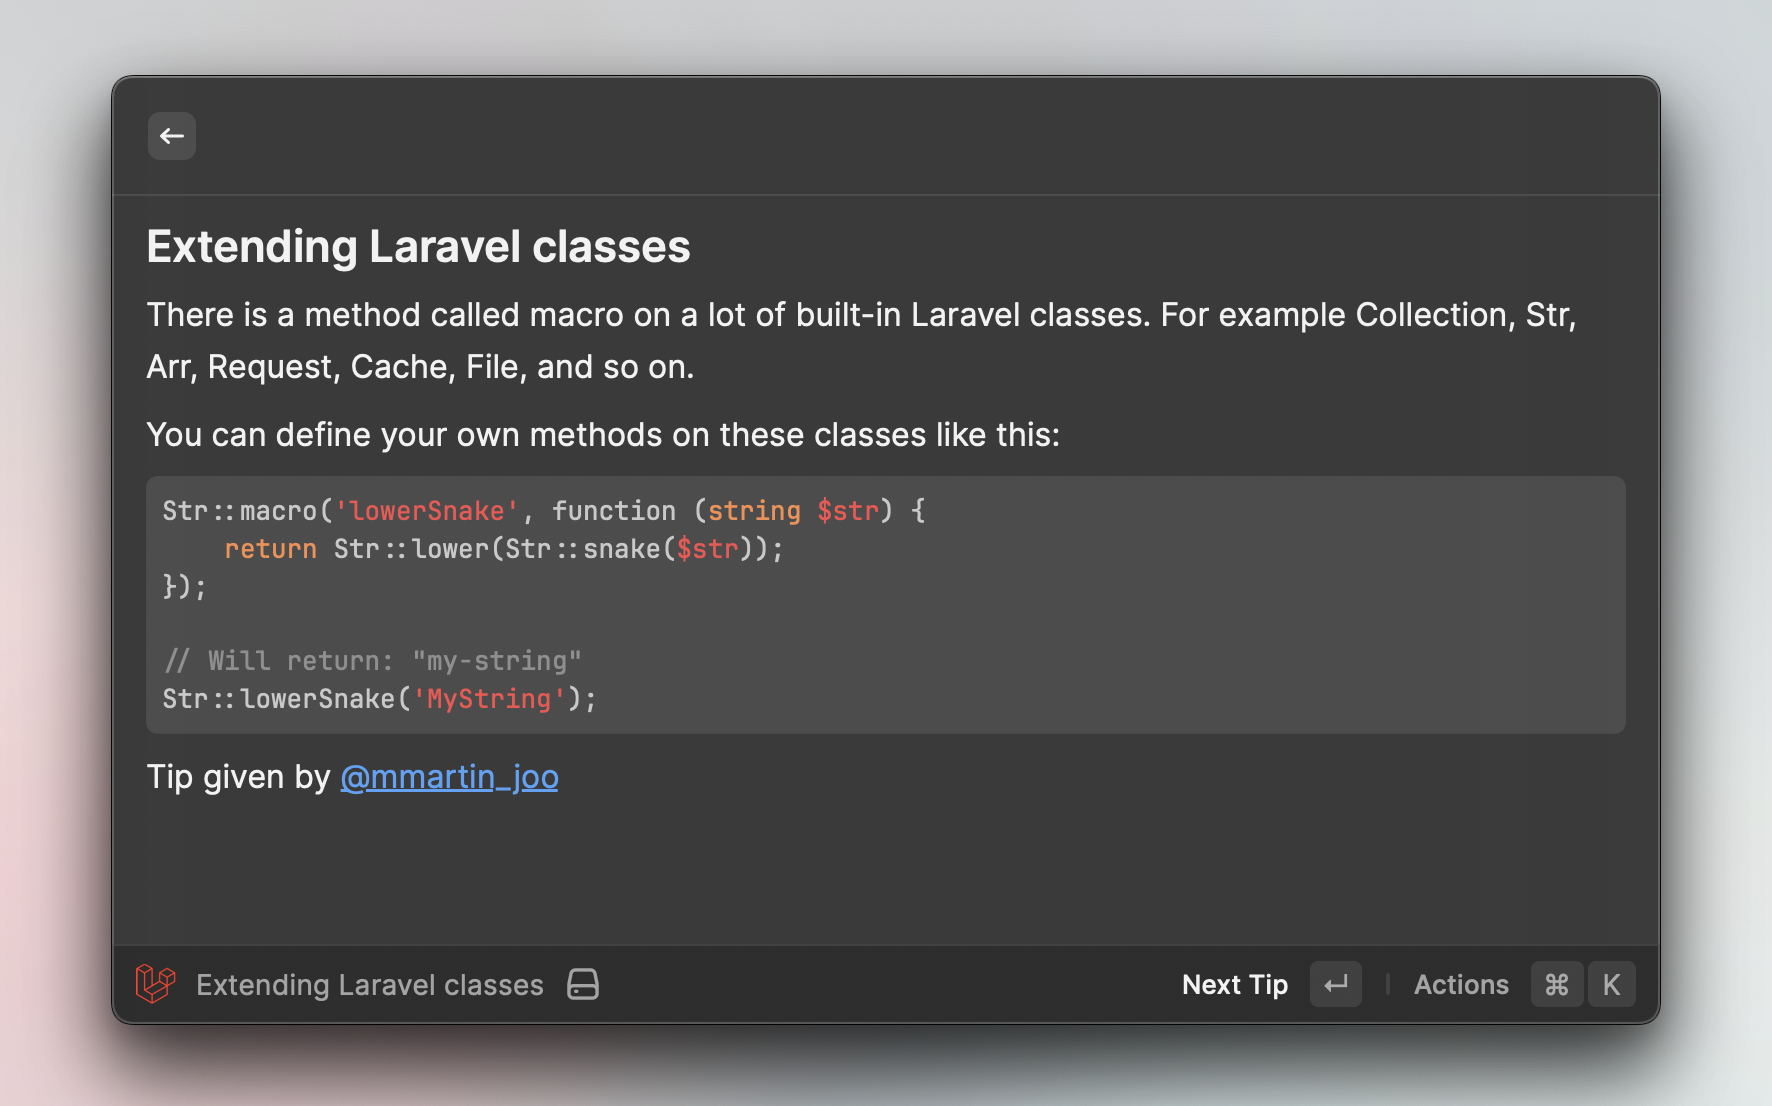 Extending Laravel classes
There is a method called macro on a lot of built-in Laravel classes. For example Collection, Str,
Arr, Request, Cache, File, and so on.
You can define your own methods on these classes like this:
Str::macro('lowerSnake', function (string $str) {
    return Str::lower(Str::snake($str));
});
// Will return: "my-string"
Str::lowerSnake('MyString');
Tip given by @mmartin_joo
Extending Laravel classes Next Tip ↵ Actions ⌘ K